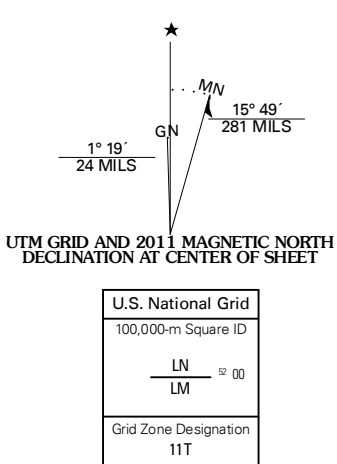 ★
MN
GN
15° 49´
281 MILS
1° 19´
24 MILS
UTM GRID AND 2011 MAGNETIC NORTH
DECLINATION AT CENTER OF SHEET
U.S. National Grid
100,000-m Square ID
LN
52 00
LM
Grid Zone Designation
11T